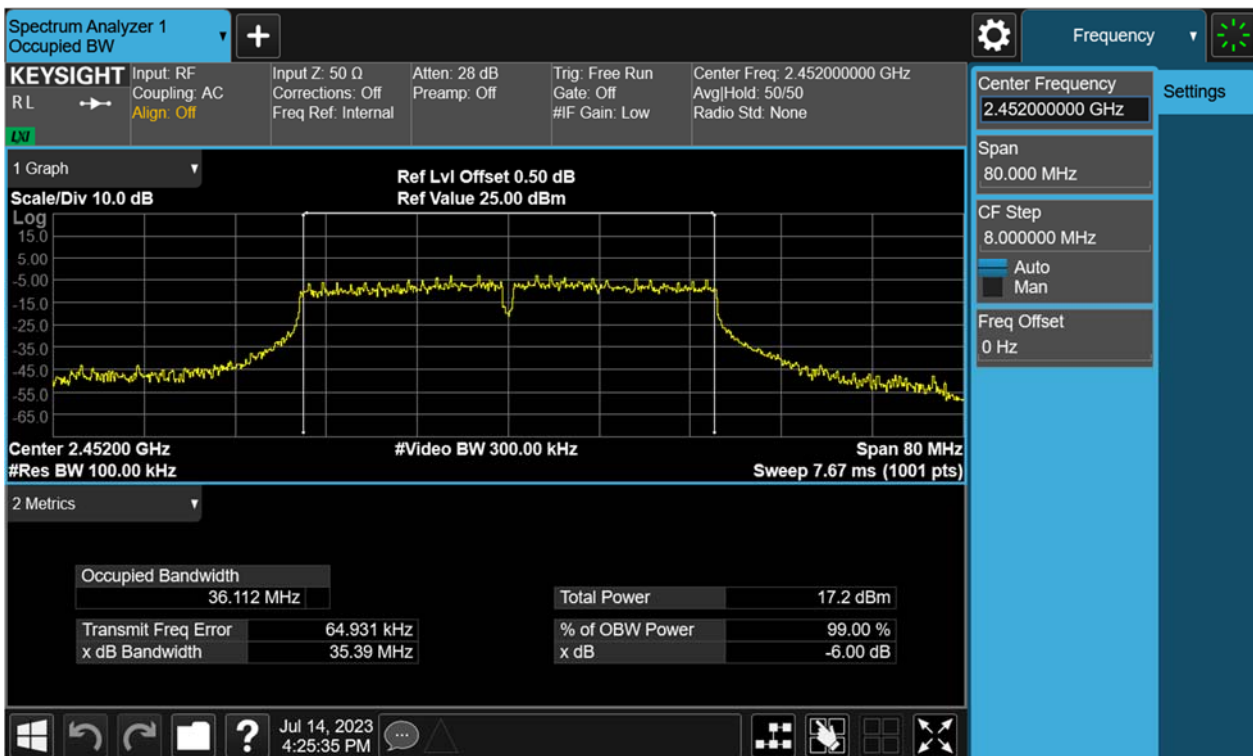 Spectrum Analyzer 1
Occupied BW
+
Frequency
KEYSIGHT
RL
LXI
Input: RF
Coupling: AC
Align: Off
Input Z: 50 Ω
Corrections: Off
Freq Ref: Internal
Atten: 28 dB
Preamp: Off
Trig: Free Run
Gate: Off
#IF Gain: Low
Center Freq: 2.452000000 GHz
Avg|Hold: 50/50
Radio Std: None
Center Frequency
2.452000000 GHz
Settings
Span
80.000 MHz
CF Step
8.000000 MHz
Auto
Man
Freq Offset
0 Hz
1 Graph
Scale/Div 10.0 dB
Ref Lvl Offset 0.50 dB
Ref Value 25.00 dBm
Log
15.0
5.00
-5.00
-15.0
-25.0
-35.0
-45.0
-55.0
-65.0
Center 2.45200 GHz
#Video BW 300.00 kHz
Span 80 MHz
#Res BW 100.00 kHz
Sweep 7.67 ms (1001 pts)
2 Metrics
Occupied Bandwidth
36.112 MHz
Total Power 17.2 dBm
Transmit Freq Error 64.931 kHz
% of OBW Power 99.00 %
x dB Bandwidth 35.39 MHz
x dB -6.00 dB
?
Jul 14, 2023
4:25:35 PM